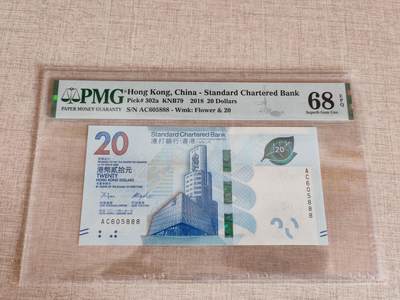 PMG
PAPER MONEY GUARANTY
Hong Kong, China - Standard Chartered Bank
Pick# 302a KNB79 2018 20 Dollars
S/N AC605888 - Wmk: Flower & 20
68 EPQ
Superb Gem Unc
20
Standard Chartered Bank
渣打銀行(香港)
港幣貳拾元
TWENTY
HONG KONG DOLLARS
20
AC605888
AC605888
20